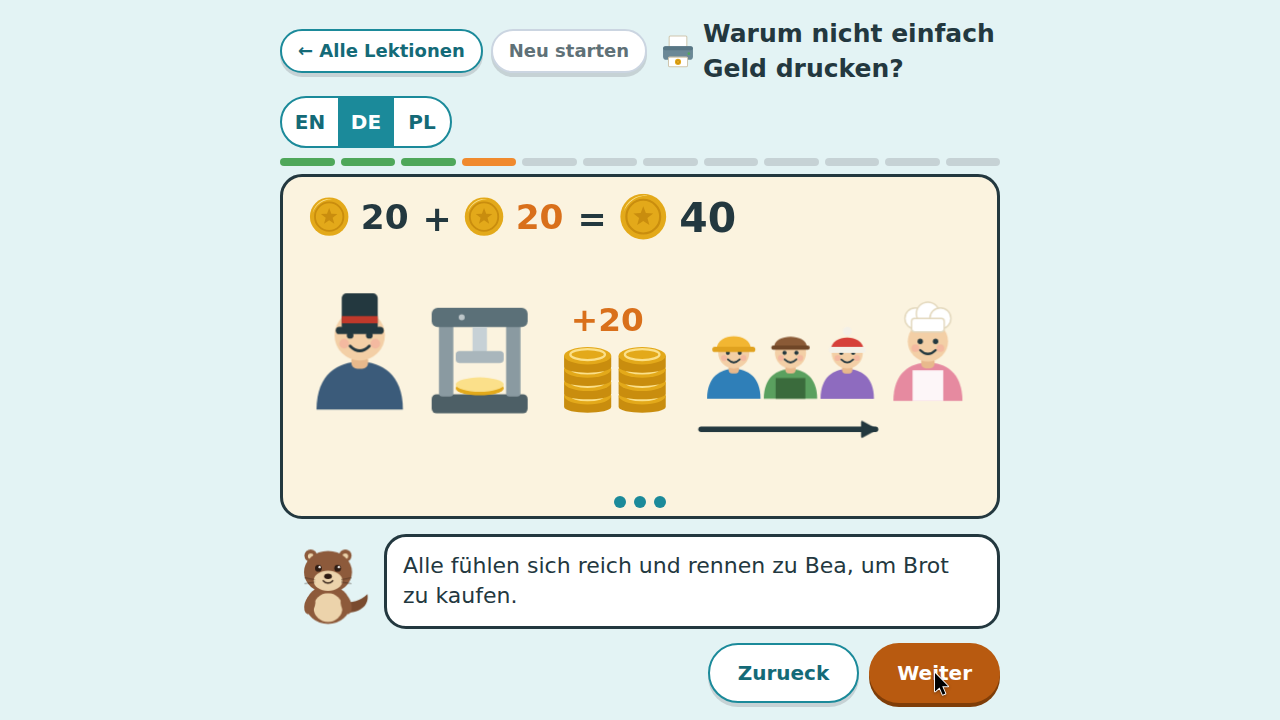 ← Alle Lektionen
Neu starten
Warum nicht einfach
Geld drucken?
EN DE PL
20 + 20 = 40
+20
Alle fühlen sich reich und rennen zu Bea, um Brot
zu kaufen.
Zurueck
Weiter